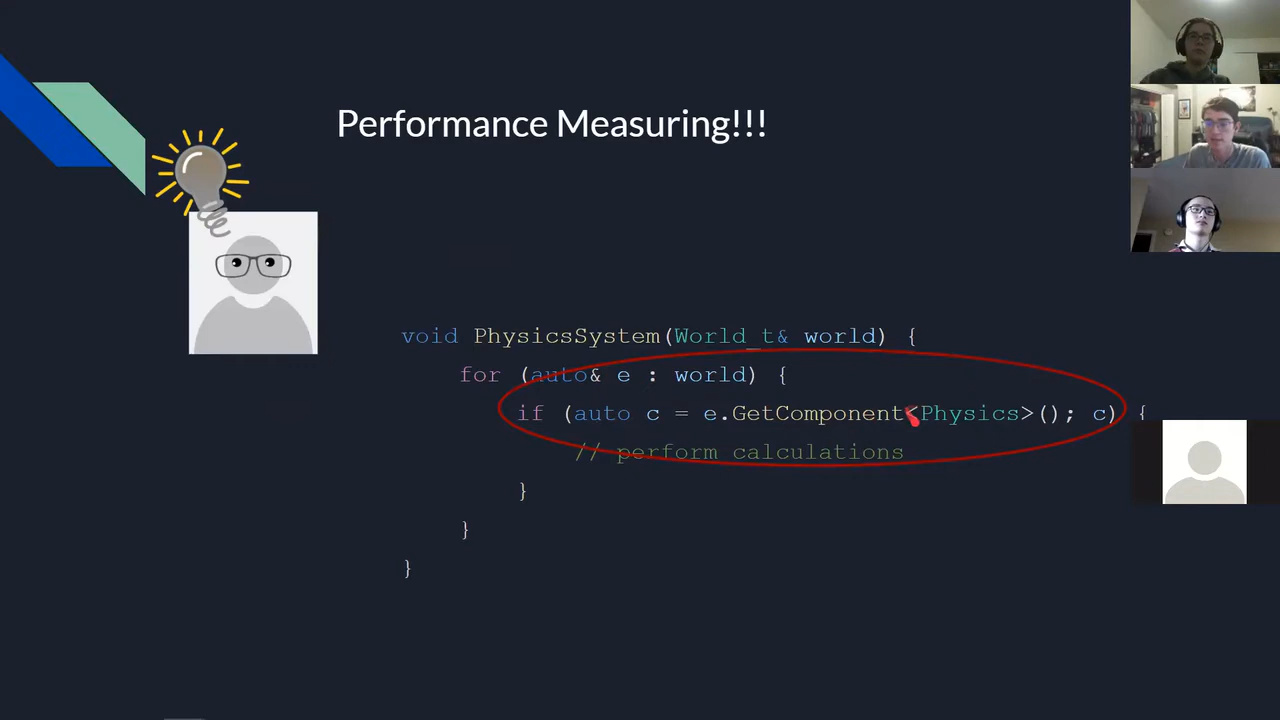 Performance Measuring!!!
void PhysicsSystem(World_t& world) {
for (auto& e : world) {
if (auto c = e.GetComponent<Physics>(); c) {
// perform calculations
}
}
}